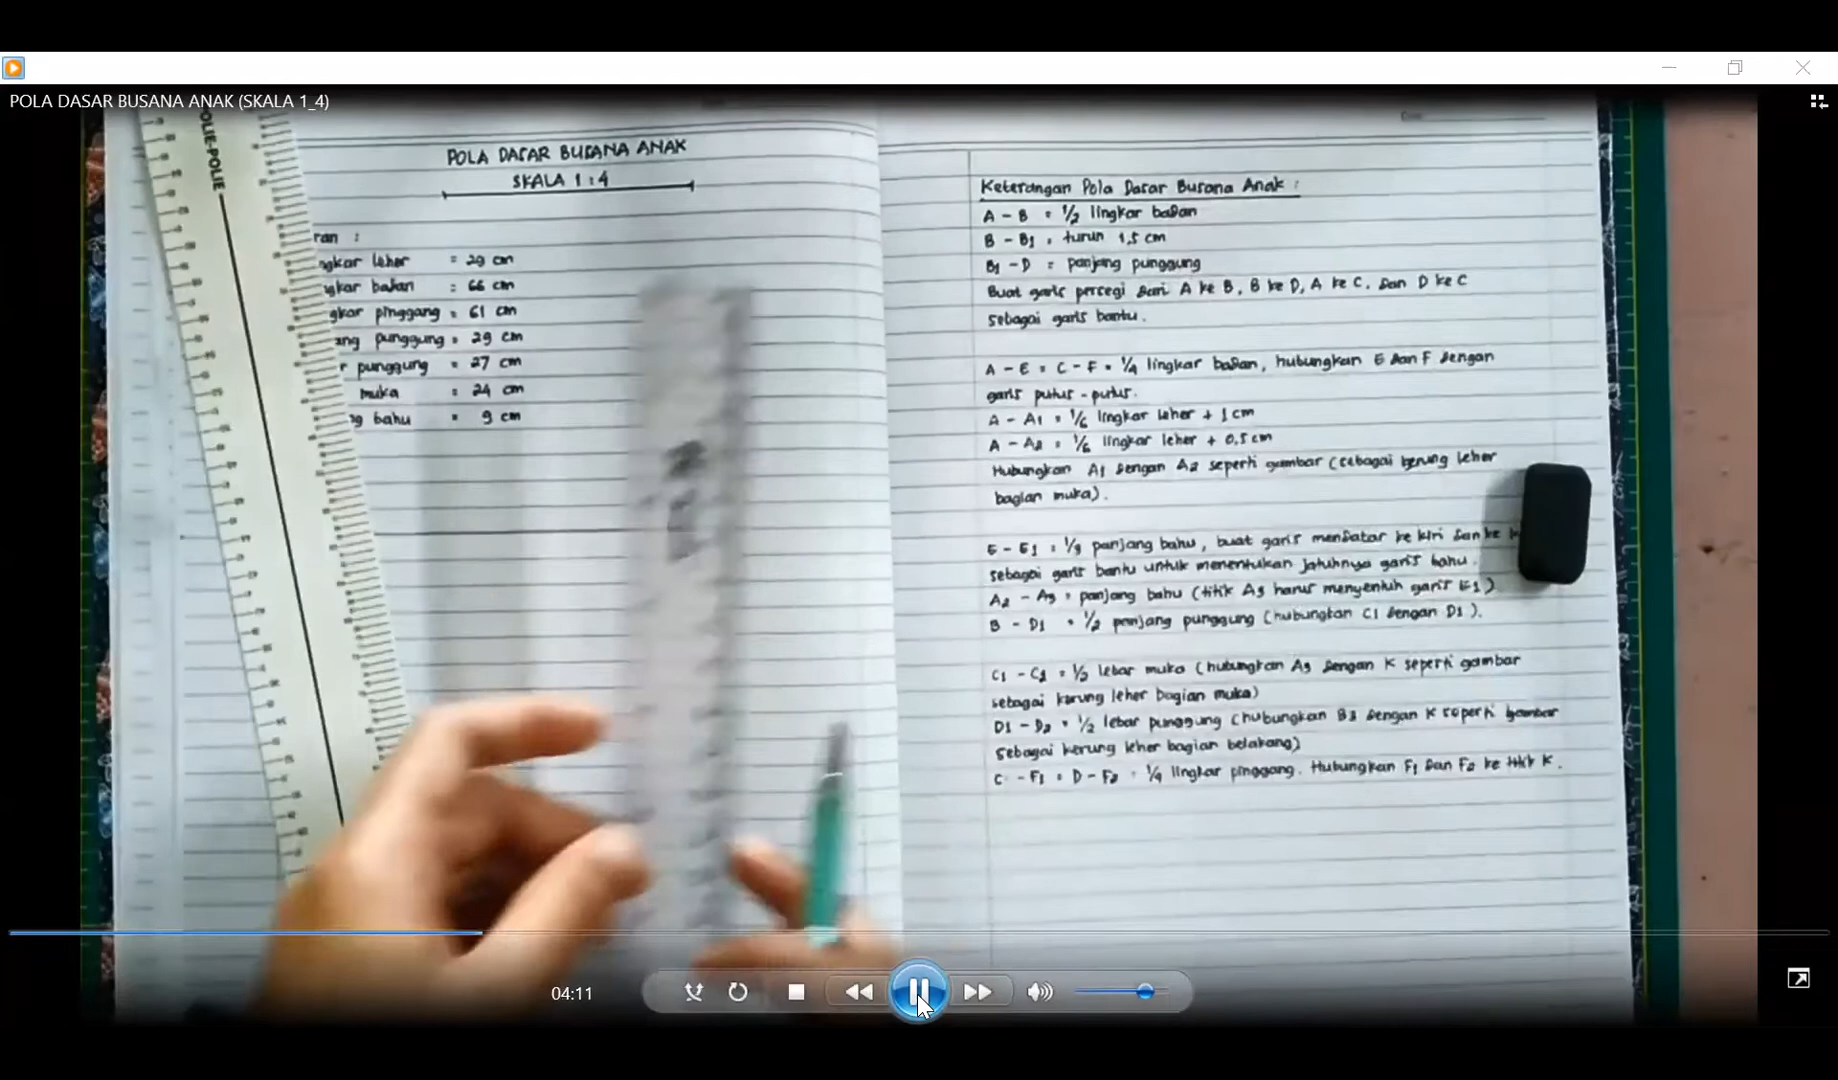 POLA DASAR BUSANA ANAK (SKALA 1_4)
OLIE-POLIE
POLA DASAR BUSANA ANAK
SKALA 1 : 4
ran :
ngkar leher = 29 cm
gkar badan = 66 cm
gkar pinggang = 61 cm
ang punggung = 29 cm
r punggung = 27 cm
muka = 24 cm
ng bahu = 9 cm
Keterangan Pola Dasar Busana Anak :
A - B = 1/2 lingkar badan
B - B1 = turun 1,5 cm
B1 - D = panjang punggung
Buat garis persegi dari A ke B, B ke D, A ke C, dan D ke C
sebagai garis bantu.
A - E = C - F = 1/4 lingkar badan, hubungkan E dan F dengan
garis putus - putus.
A - A1 = 1/6 lingkar leher + 1 cm
A - A2 = 1/6 lingkar leher + 0,5 cm
Hubungkan A1 dengan A2 seperti gambar (sebagai kerung leher
bagian muka).
E - E1 = 1/3 panjang bahu, buat garis mendatar ke kiri dan ke
sebagai garis bantu untuk menentukan jatuhnya garis bahu.
A2 - A3 = panjang bahu (titik A3 harus menyentuh garis E1)
B - D1 = 1/2 panjang punggung (hubungkan C1 dengan D1).
C1 - C2 = 1/2 lebar muka (hubungkan A3 dengan K seperti gambar
sebagai kerung leher bagian muka)
D1 - D2 = 1/2 lebar punggung (hubungkan B3 dengan K seperti gambar
sebagai kerung leher bagian belakang)
C - F1 = D - F2 = 1/4 lingkar pinggang. Hubungkan F1 dan F2 ke titik K.
04:11